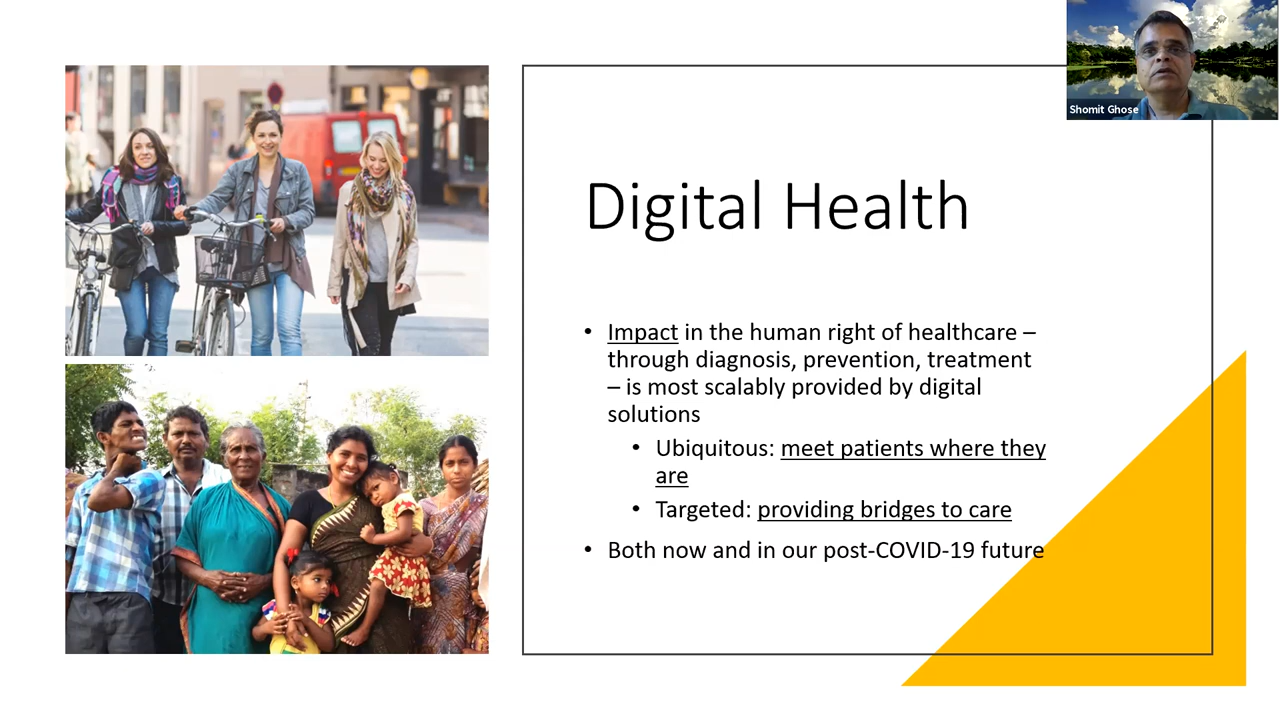 Shomit Ghose
Digital Health
• Impact in the human right of healthcare –
through diagnosis, prevention, treatment
– is most scalably provided by digital
solutions
• Ubiquitous: meet patients where they
are
• Targeted: providing bridges to care
• Both now and in our post-COVID-19 future